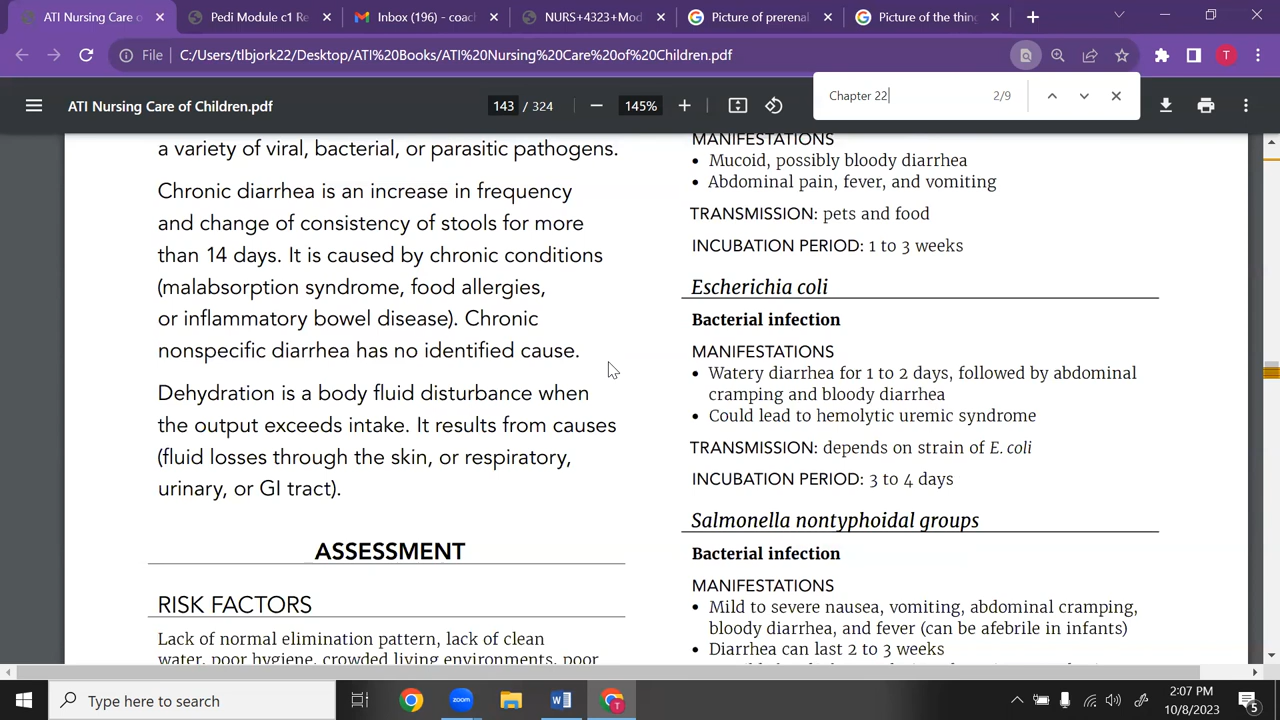 ATI Nursing Care of
Pedi Module c1 Re
Inbox (196) - coac
NURS+4323+Mod
Picture of prerenal
Picture of the thin
File
C:/Users/tlbjork22/Desktop/ATI%20Books/ATI%20Nursing%20Care%20of%20Children.pdf
T
Chapter 22
2/9
ATI Nursing Care of Children.pdf
143 / 324
145%
a variety of viral, bacterial, or parasitic pathogens.
Chronic diarrhea is an increase in frequency
and change of consistency of stools for more
than 14 days. It is caused by chronic conditions
(malabsorption syndrome, food allergies,
or inflammatory bowel disease). Chronic
nonspecific diarrhea has no identified cause.
Dehydration is a body fluid disturbance when
the output exceeds intake. It results from causes
(fluid losses through the skin, or respiratory,
urinary, or GI tract).
ASSESSMENT
RISK FACTORS
Lack of normal elimination pattern, lack of clean
water, poor hygiene, crowded living environments, poor
MANIFESTATIONS
• Mucoid, possibly bloody diarrhea
• Abdominal pain, fever, and vomiting
TRANSMISSION: pets and food
INCUBATION PERIOD: 1 to 3 weeks
Escherichia coli
Bacterial infection
MANIFESTATIONS
• Watery diarrhea for 1 to 2 days, followed by abdominal
cramping and bloody diarrhea
• Could lead to hemolytic uremic syndrome
TRANSMISSION: depends on strain of E. coli
INCUBATION PERIOD: 3 to 4 days
Salmonella nontyphoidal groups
Bacterial infection
MANIFESTATIONS
• Mild to severe nausea, vomiting, abdominal cramping,
bloody diarrhea, and fever (can be afebrile in infants)
• Diarrhea can last 2 to 3 weeks
Type here to search
zoom
T
2:07 PM
10/8/2023
5